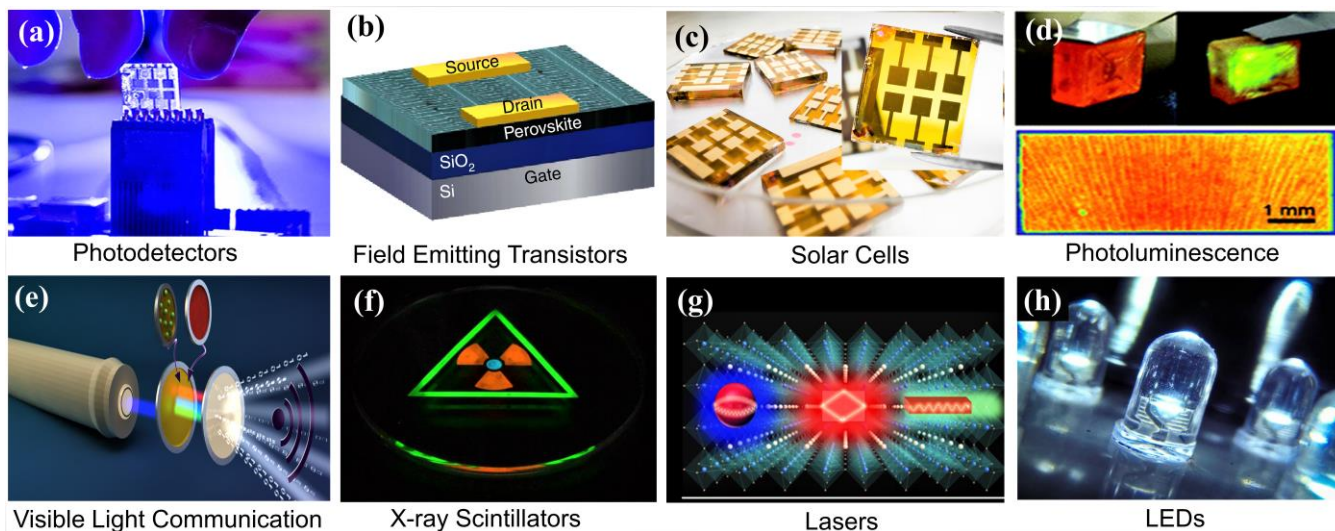 (a)
Photodetectors
(b)
Source
Drain
Perovskite
SiO₂
Si
Gate
Field Emitting Transistors
(c)
Solar Cells
(d)
1 mm
Photoluminescence
(e)
Visible Light Communication
(f)
X-ray Scintillators
(g)
Lasers
(h)
LEDs